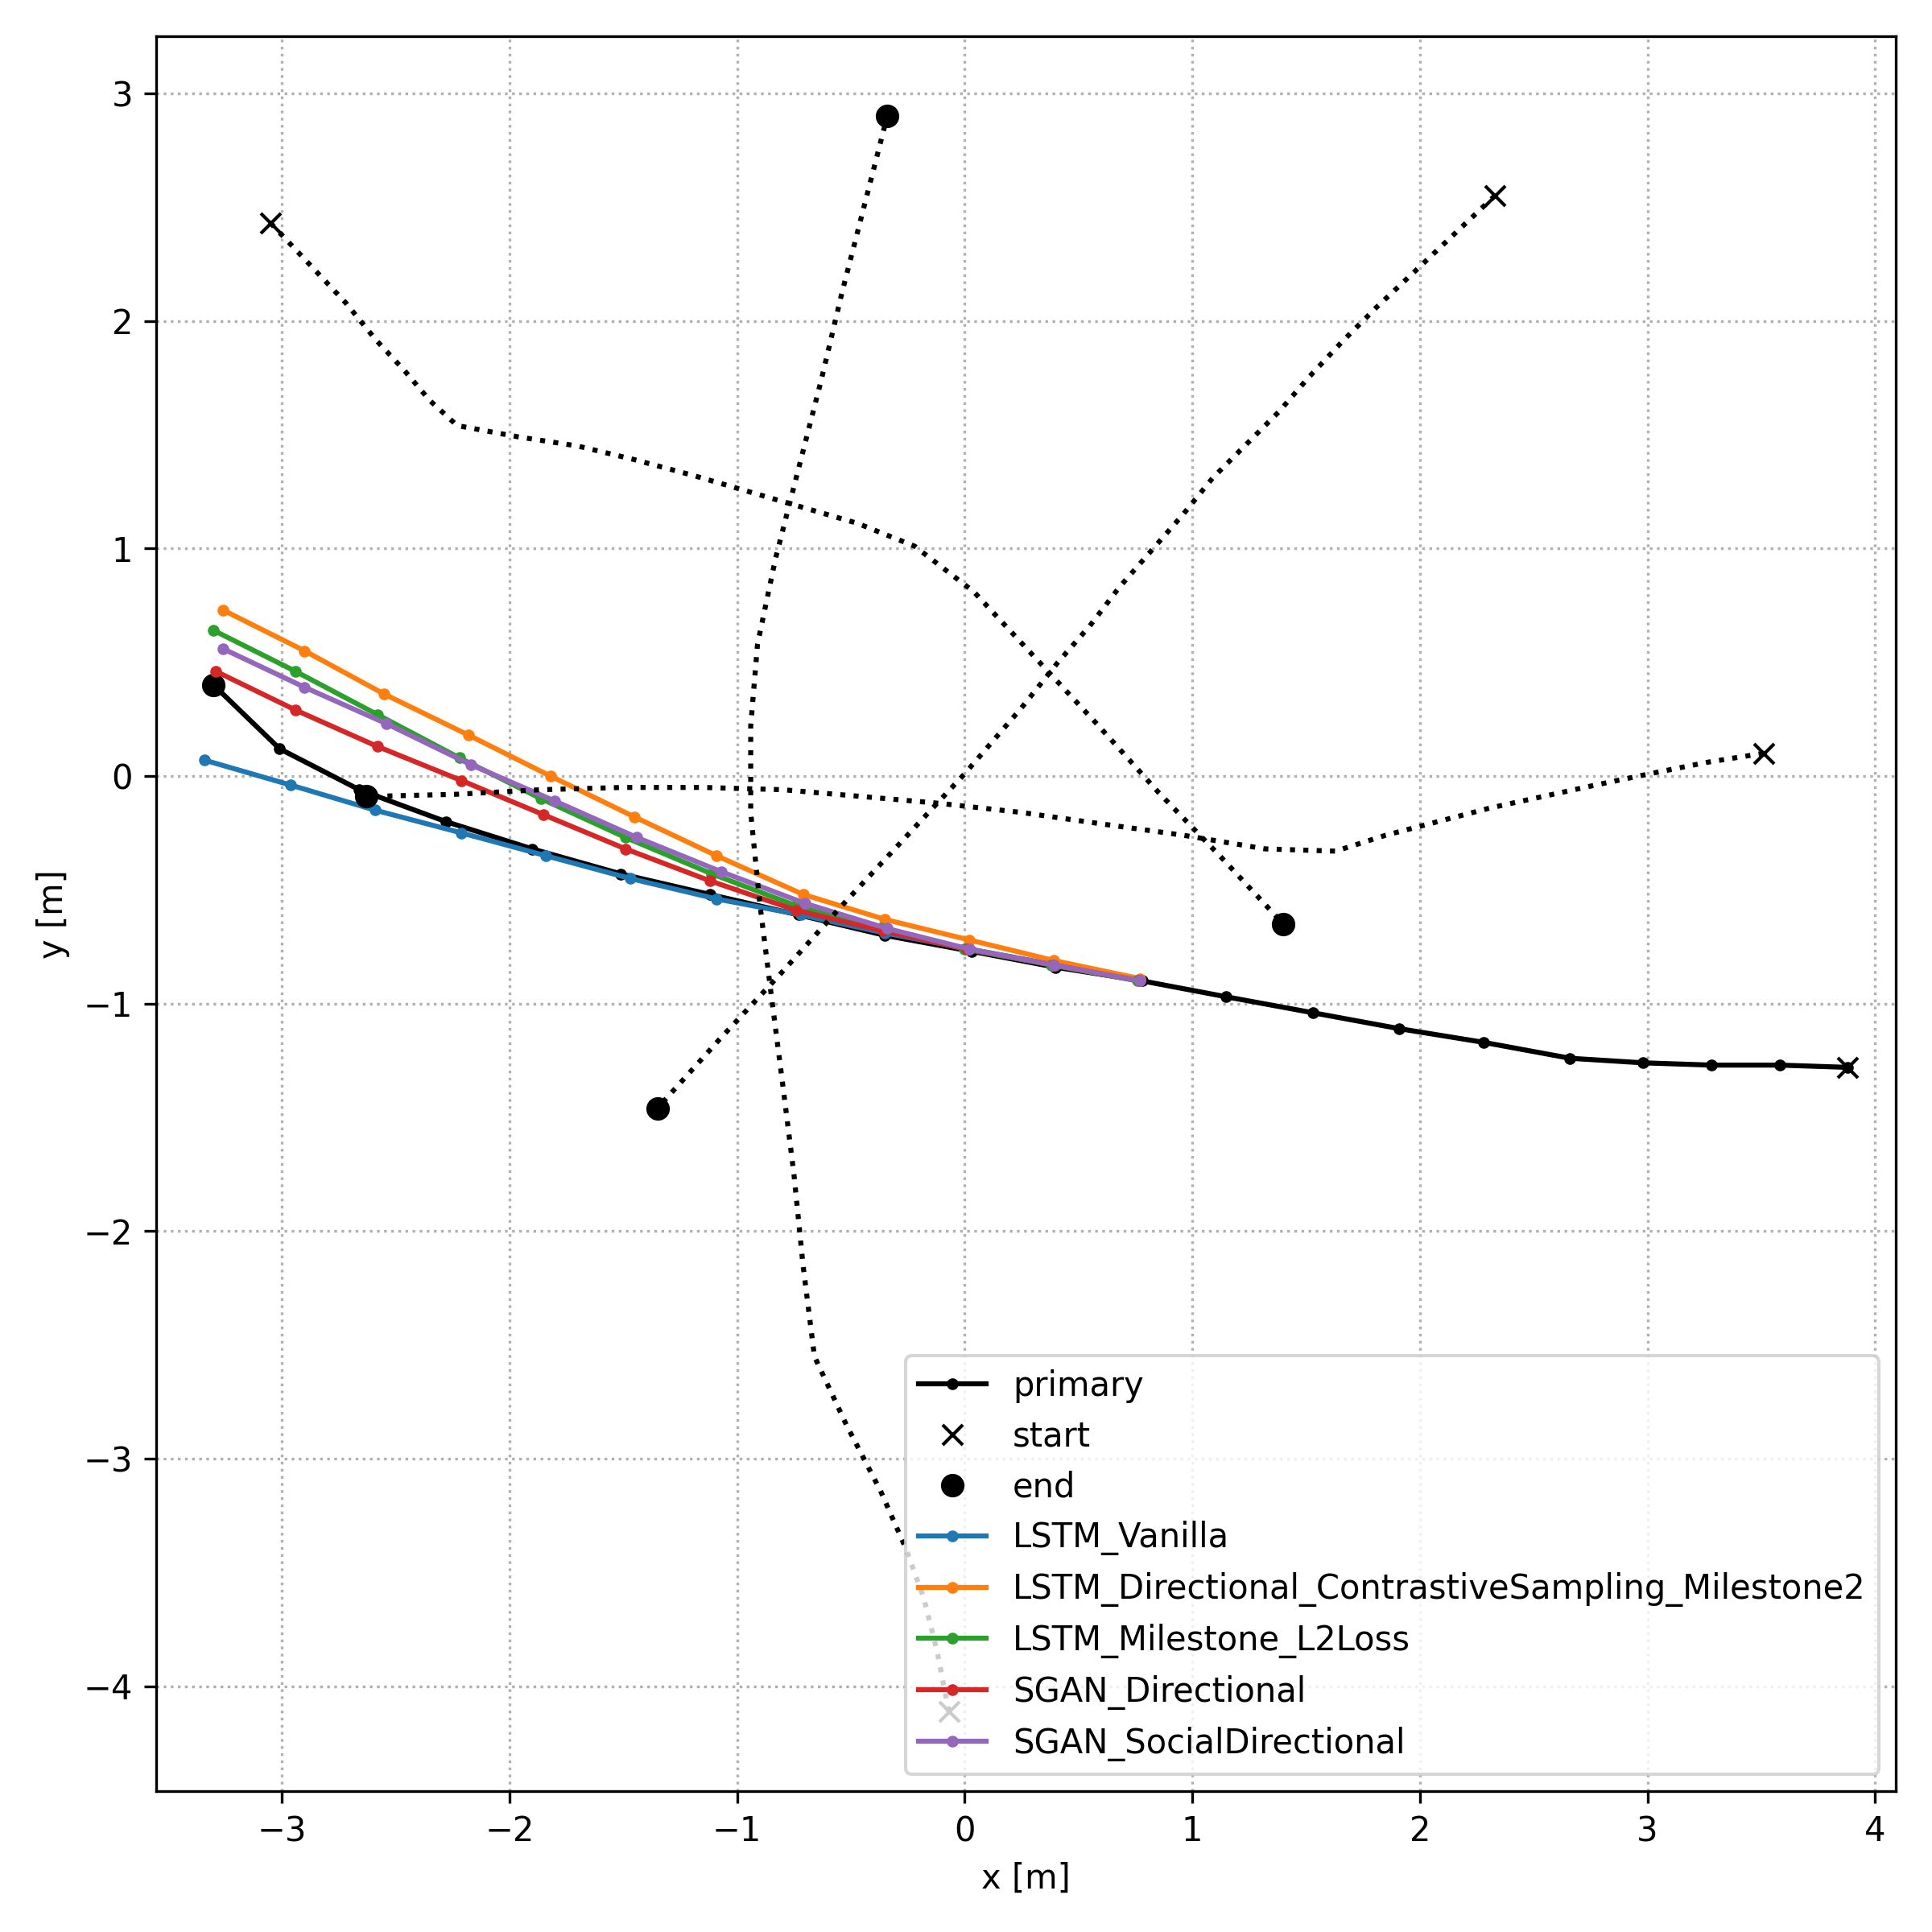 3
2
1
0
−1
−2
−3
−4
y [m]
primary
start
end
LSTM_Vanilla
LSTM_Directional_ContrastiveSampling_Milestone2
LSTM_Milestone_L2Loss
SGAN_Directional
SGAN_SocialDirectional
−3 −2 −1 0 1 2 3 4
x [m]